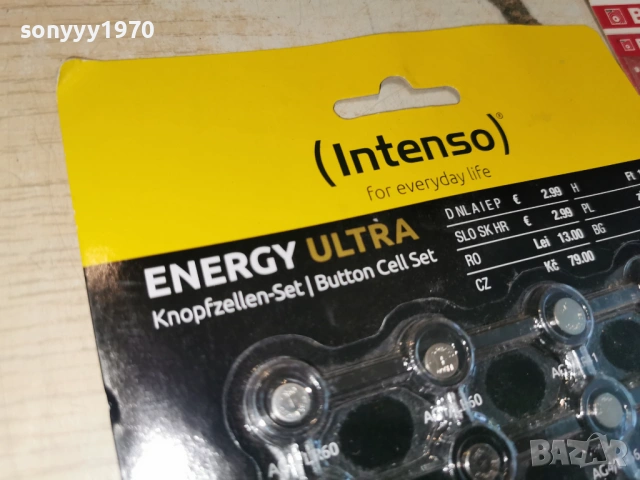 sonyyy1970
(Intenso)®
for everyday life
ENERGY ULTRA
Knopfzellen-Set | Button Cell Set
D NL A I E P € 2.99 H
SLO SK HR € 2.99 PL
RO Lei 13.00 BG
CZ Kč 79.00
BAZAR